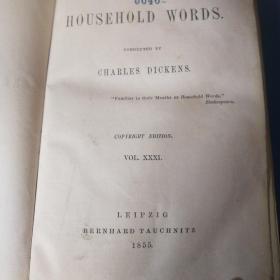 HOUSEHOLD WORDS.
CONDUCTED BY
CHARLES DICKENS.
"Familiar in their Mouths as Household Words."
Shakespeare.
COPYRIGHT EDITION.
VOL. XXXI.
LEIPZIG
BERNHARD TAUCHNITZ
1855.